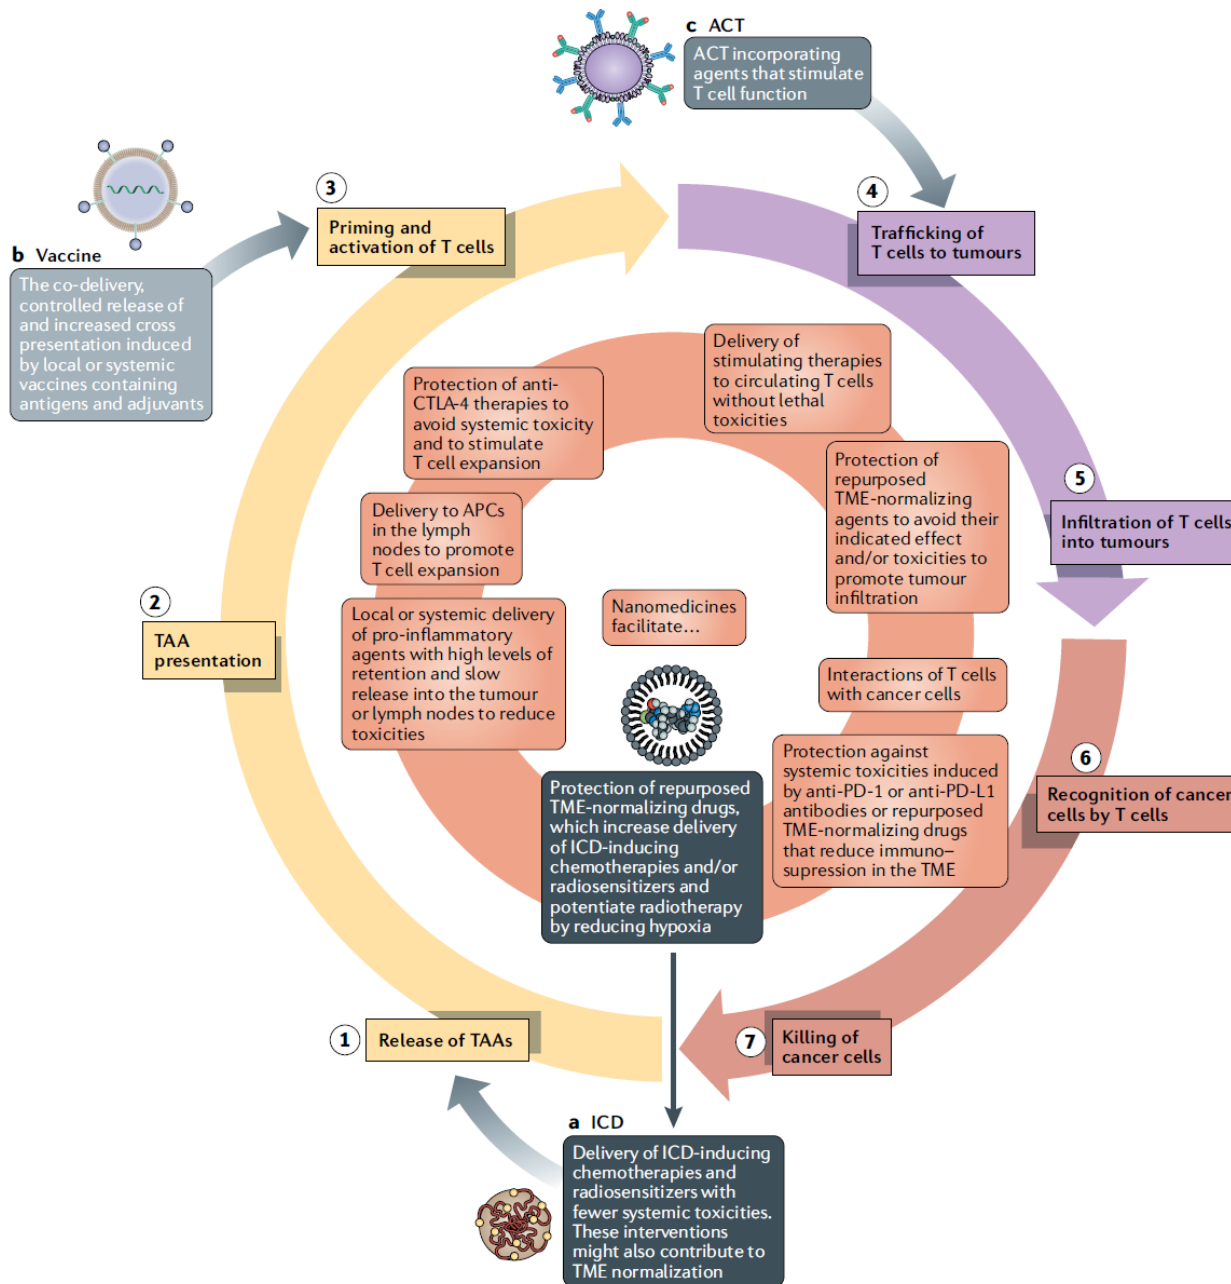 c ACT
ACT incorporating
agents that stimulate
T cell function
b Vaccine
The co-delivery,
controlled release of
and increased cross
presentation induced
by local or systemic
vaccines containing
antigens and adjuvants
3
Priming and
activation of T cells
4
Trafficking of
T cells to tumours
5
Infiltration of T cells
into tumours
2
TAA
presentation
Protection of anti-
CTLA-4 therapies to
avoid systemic toxicity
and to stimulate
T cell expansion
Delivery of
stimulating therapies
to circulating T cells
without lethal
toxicities
Delivery to APCs
in the lymph
nodes to promote
T cell expansion
Protection of
repurposed
TME-normalizing
agents to avoid their
indicated effect
and/or toxicities to
promote tumour
infiltration
Local or systemic delivery
of pro-inflammatory
agents with high levels of
retention and slow
release into the tumour
or lymph nodes to reduce
toxicities
Nanomedicines
facilitate…
Interactions of T cells
with cancer cells
Protection of repurposed
TME-normalizing drugs,
which increase delivery
of ICD-inducing
chemotherapies and/or
radiosensitizers and
potentiate radiotherapy
by reducing hypoxia
Protection against
systemic toxicities induced
by anti-PD-1 or anti-PD-L1
antibodies or repurposed
TME-normalizing drugs
that reduce immuno–
supression in the TME
6
Recognition of cancer
cells by T cells
1
Release of TAAs
7
Killing of
cancer cells
a ICD
Delivery of ICD-inducing
chemotherapies and
radiosensitizers with
fewer systemic toxicities.
These interventions
might also contribute to
TME normalization